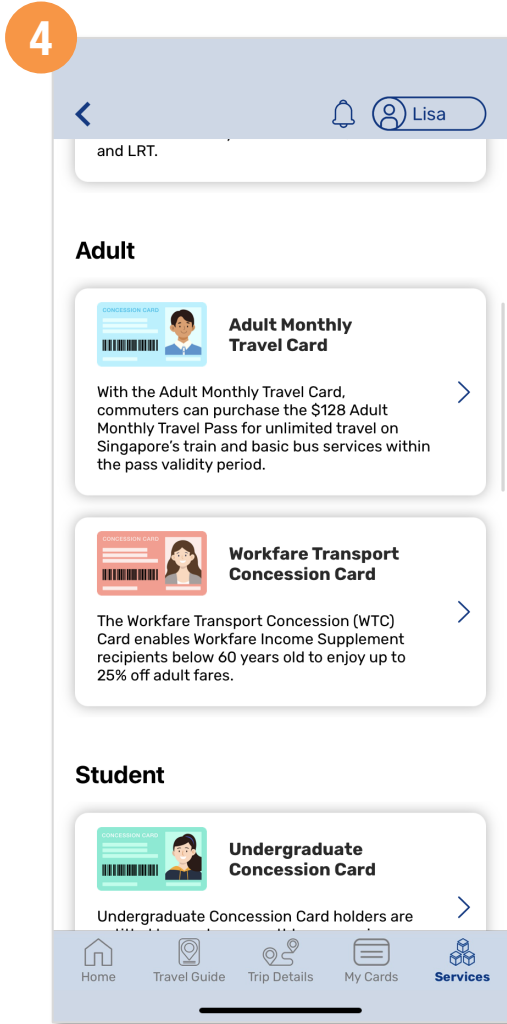 4
Lisa
and LRT.
Adult
CONCESSION CARD
Adult Monthly
Travel Card
With the Adult Monthly Travel Card,
commuters can purchase the $128 Adult
Monthly Travel Pass for unlimited travel on
Singapore's train and basic bus services within
the pass validity period.
CONCESSION CARD
Workfare Transport
Concession Card
The Workfare Transport Concession (WTC)
Card enables Workfare Income Supplement
recipients below 60 years old to enjoy up to
25% off adult fares.
Student
CONCESSION CARD
Undergraduate
Concession Card
Undergraduate Concession Card holders are
Home
Travel Guide
Trip Details
My Cards
Services